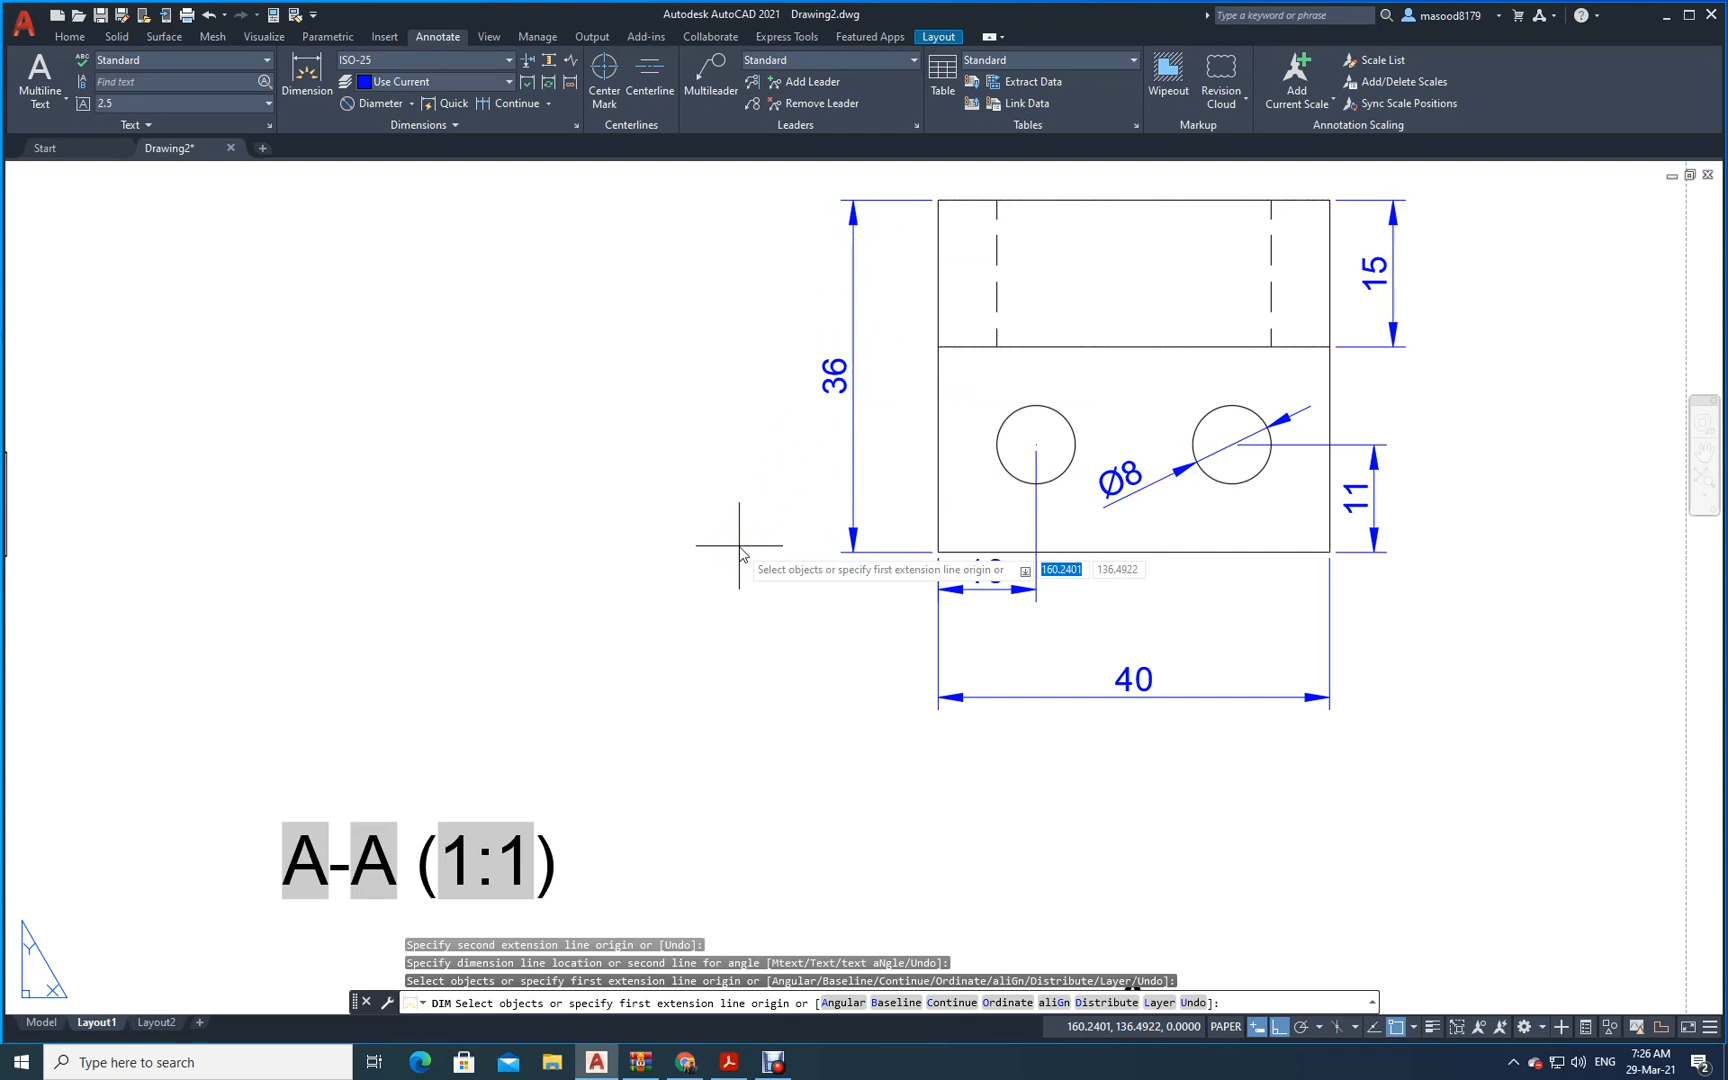 Autodesk AutoCAD 2021 Drawing2.dwg
Type a keyword or phrase
masood8179
Home Solid Surface Mesh Visualize Parametric Insert Annotate View Manage Output Add-ins Collaborate Express Tools Featured Apps Layout
Multiline Text
ABC
Standard
Find text
2.5
Text
Dimension
ISO-25
Use Current
Diameter Quick Continue
Dimensions
Center Mark
Centerline
Centerlines
Multileader
Standard
Add Leader
Remove Leader
Leaders
Table
Standard
Extract Data
Link Data
Tables
Wipeout
Revision Cloud
Markup
Add Current Scale
Scale List
Add/Delete Scales
Sync Scale Positions
Annotation Scaling
Start Drawing2*
15
36
Ø8
11
Select objects or specify first extension line origin or 160.2401 136.4922
40
A-A (1:1)
Y
X
Specify second extension line origin or [Undo]:
Specify dimension line location or second line for angle [Mtext/Text/text aNgle/Undo]:
Select objects or specify first extension line origin or [Angular/Baseline/Continue/Ordinate/aliGn/Distribute/Layer/Undo]:
DIM Select objects or specify first extension line origin or [Angular Baseline Continue Ordinate aliGn Distribute Layer Undo]:
Model Layout1 Layout2
160.2401, 136.4922, 0.0000 PAPER
Type here to search
ENG
7:26 AM
29-Mar-21
2